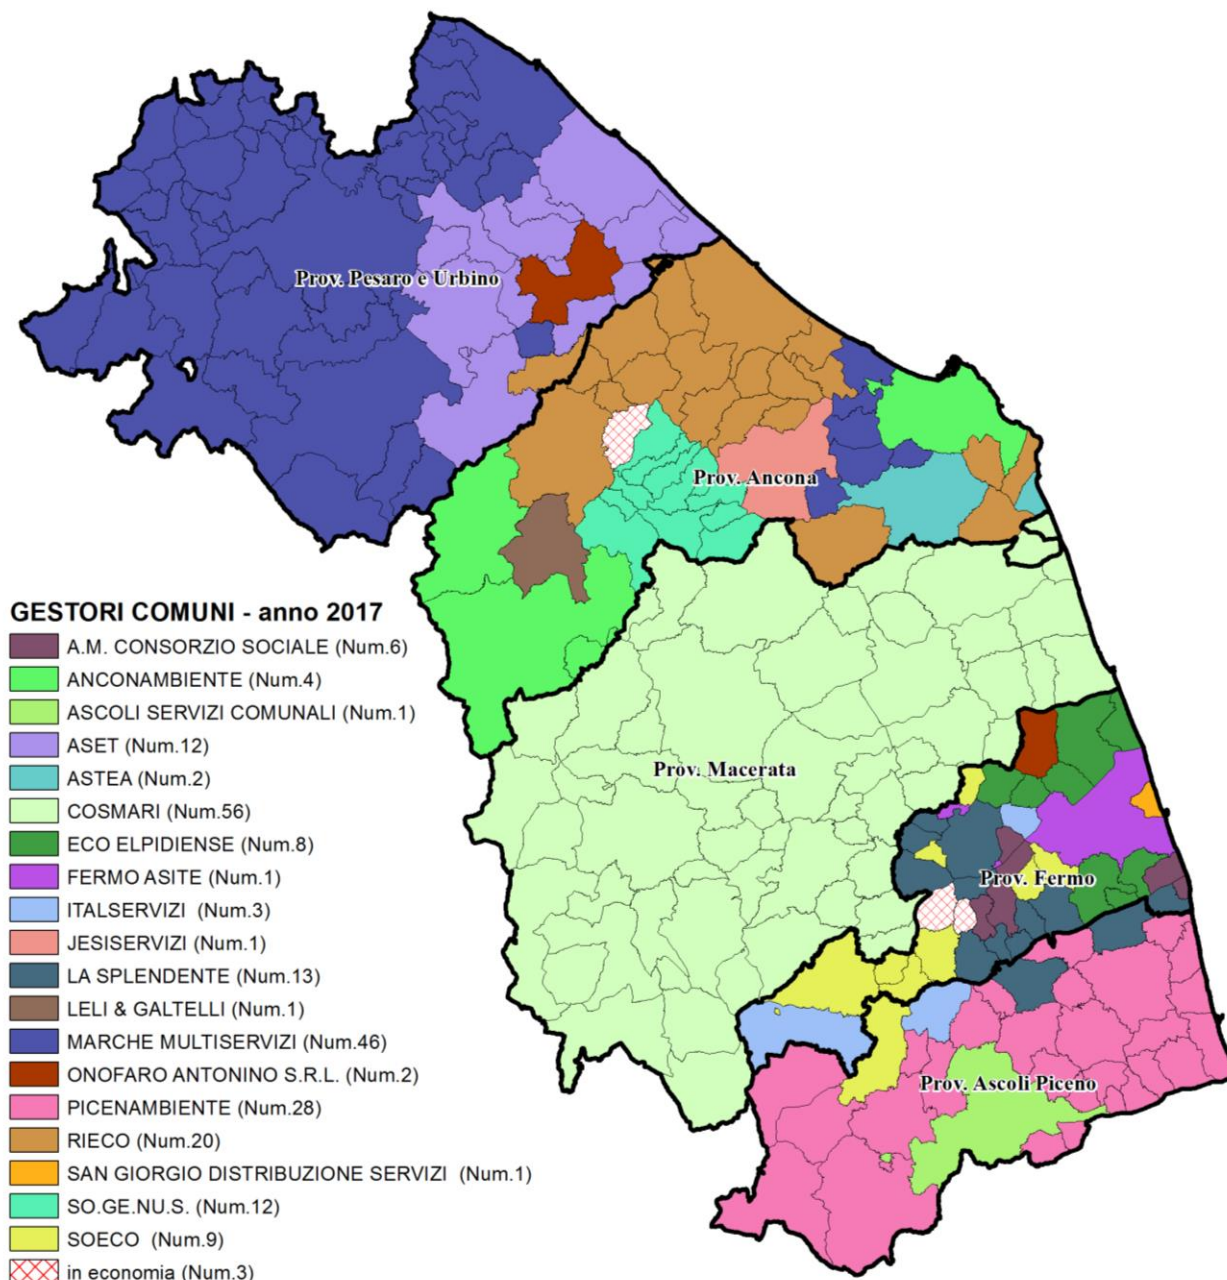 Prov. Pesaro e Urbino
Prov. Ancona
Prov. Macerata
Prov. Fermo
Prov. Ascoli Piceno
GESTORI COMUNI - anno 2017
A.M. CONSORZIO SOCIALE (Num.6)
ANCONAMBIENTE (Num.4)
ASCOLI SERVIZI COMUNALI (Num.1)
ASET (Num.12)
ASTEA (Num.2)
COSMARI (Num.56)
ECO ELPIDIENSE (Num.8)
FERMO ASITE (Num.1)
ITALSERVIZI (Num.3)
JESISERVIZI (Num.1)
LA SPLENDENTE (Num.13)
LELI & GALTELLI (Num.1)
MARCHE MULTISERVIZI (Num.46)
ONOFARO ANTONINO S.R.L. (Num.2)
PICENAMBIENTE (Num.28)
RIECO (Num.20)
SAN GIORGIO DISTRIBUZIONE SERVIZI (Num.1)
SO.GE.NU.S. (Num.12)
SOECO (Num.9)
in economia (Num.3)